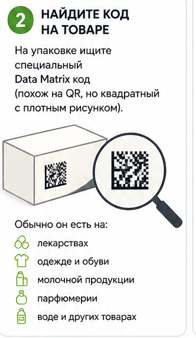 2 НАЙДИТЕ КОД
НА ТОВАРЕ
На упаковке ищите
специальный
Data Matrix код
(похож на QR, но квадратный
с плотным рисунком).
Обычно он есть на:
лекарствах
одежде и обуви
молочной продукции
парфюмерии
воде и других товарах